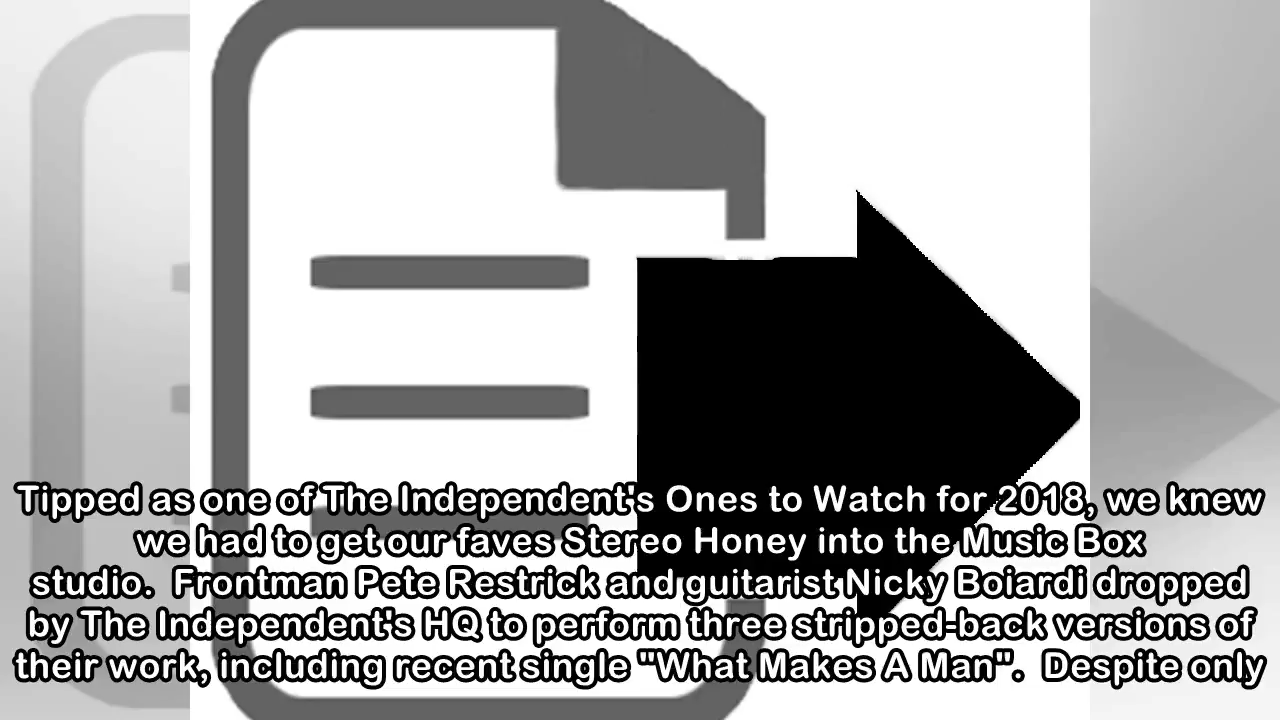 Tipped as one of The Independent's Ones to Watch for 2018, we knew
we had to get our faves Stereo Honey into the Music Box
studio.  Frontman Pete Restrick and guitarist Nicky Boiardi dropped
by The Independent's HQ to perform three stripped-back versions of
their work, including recent single "What Makes A Man".  Despite only